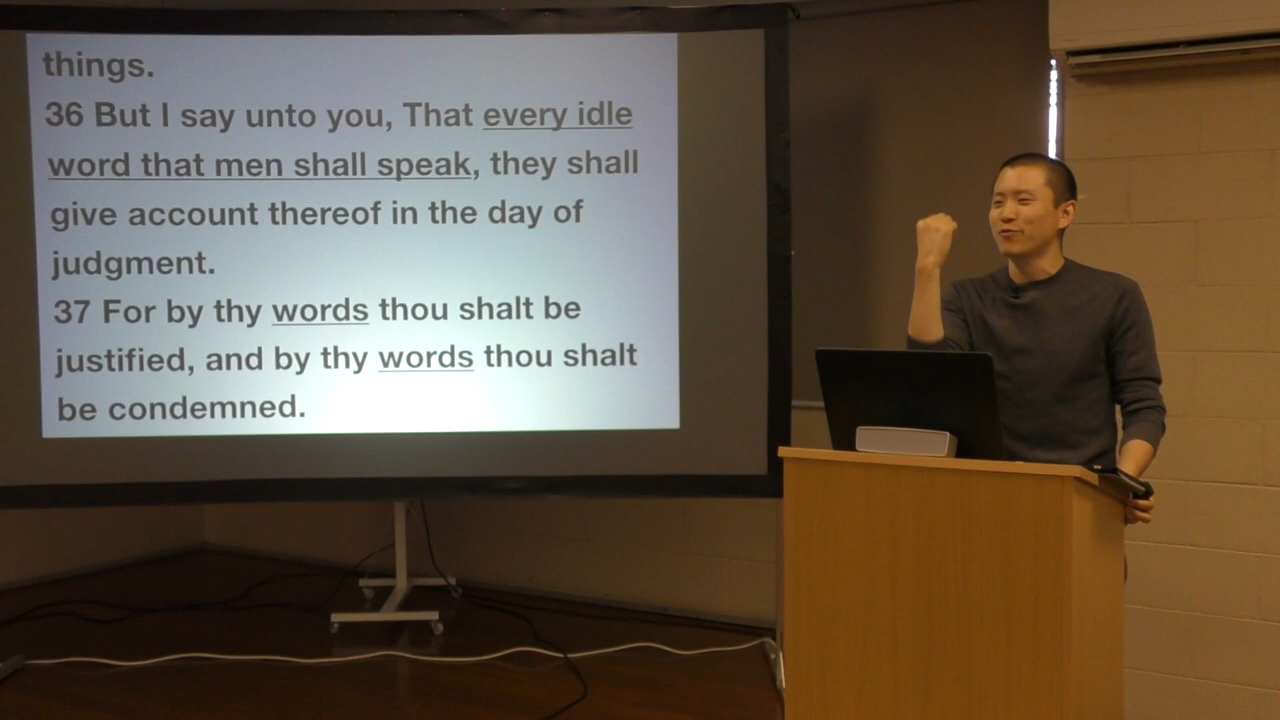 things.
36 But I say unto you, That every idle
word that men shall speak, they shall
give account thereof in the day of
judgment.
37 For by thy words thou shalt be
justified, and by thy words thou shalt
be condemned.